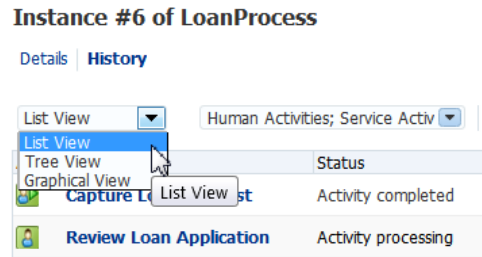 Instance #6 of LoanProcess
Details History
List View Human Activities; Service Activ
List View
Tree View Status
Graphical View
List View
Capture L st Activity completed
Review Loan Application Activity processing